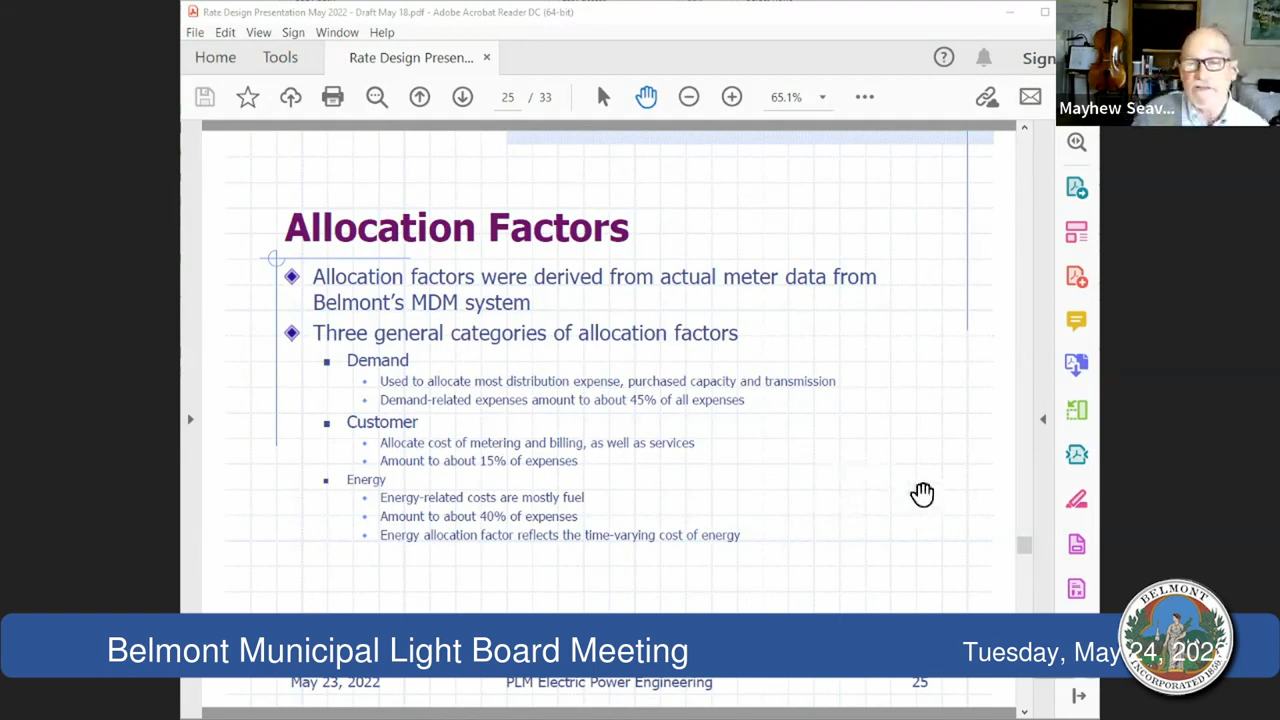 Rate Design Presentation May 2022 - Draft May 18.pdf - Adobe Acrobat Reader DC (64-bit)
File Edit View Sign Window Help
Home Tools Rate Design Presen... × Sign
25 / 33 65.1%
Mayhew Seav...
Allocation Factors
Allocation factors were derived from actual meter data from
Belmont's MDM system
Three general categories of allocation factors
Demand
Used to allocate most distribution expense, purchased capacity and transmission
Demand-related expenses amount to about 45% of all expenses
Customer
Allocate cost of metering and billing, as well as services
Amount to about 15% of expenses
Energy
Energy-related costs are mostly fuel
Amount to about 40% of expenses
Energy allocation factor reflects the time-varying cost of energy
Belmont Municipal Light Board Meeting
Tuesday, May 24, 202
BELMONT
INCORPORATED 1859
May 23, 2022 PLM Electric Power Engineering 25